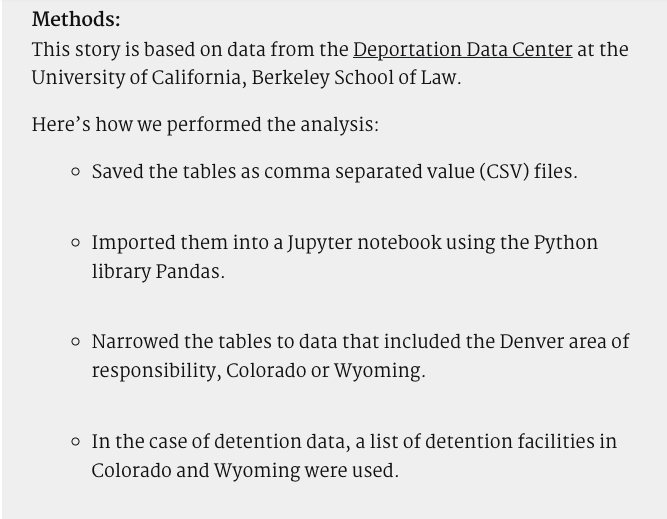 Methods:
This story is based on data from the Deportation Data Center at the
University of California, Berkeley School of Law.
Here’s how we performed the analysis:
Saved the tables as comma separated value (CSV) files.
Imported them into a Jupyter notebook using the Python
library Pandas.
Narrowed the tables to data that included the Denver area of
responsibility, Colorado or Wyoming.
In the case of detention data, a list of detention facilities in
Colorado and Wyoming were used.